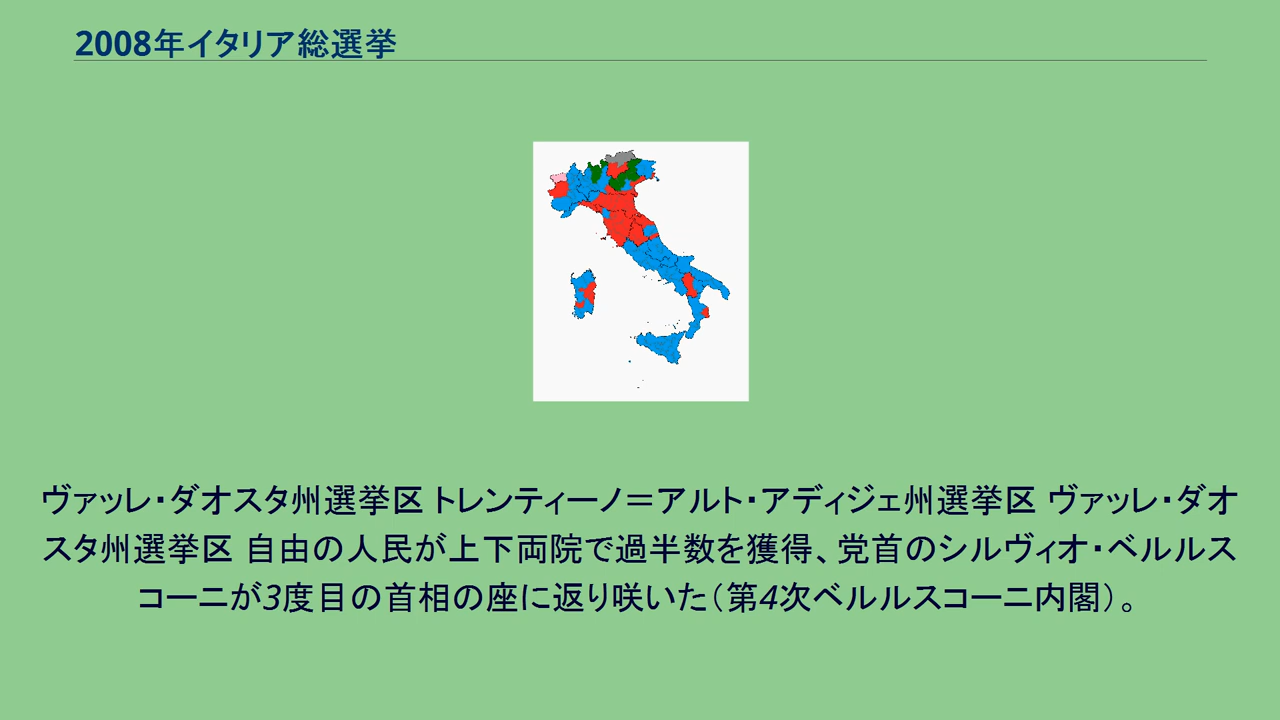 2008年イタリア総選挙
ヴァッレ・ダオスタ州選挙区 トレンティーノ＝アルト・アディジェ州選挙区 ヴァッレ・ダオ
スタ州選挙区 自由の人民が上下両院で過半数を獲得、党首のシルヴィオ・ベルルス
コーニが3度目の首相の座に返り咲いた（第4次ベルルスコーニ内閣）。